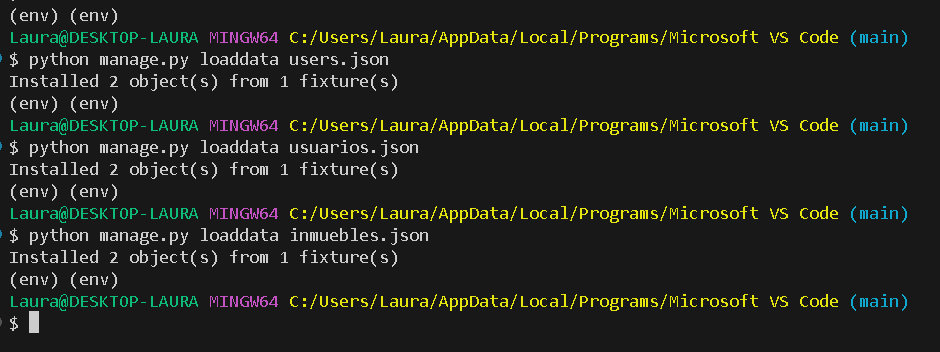 (env) (env)
Laura@DESKTOP-LAURA MINGW64 C:/Users/Laura/AppData/Local/Programs/Microsoft VS Code (main)
$ python manage.py loaddata users.json
Installed 2 object(s) from 1 fixture(s)
(env) (env)
Laura@DESKTOP-LAURA MINGW64 C:/Users/Laura/AppData/Local/Programs/Microsoft VS Code (main)
$ python manage.py loaddata usuarios.json
Installed 2 object(s) from 1 fixture(s)
(env) (env)
Laura@DESKTOP-LAURA MINGW64 C:/Users/Laura/AppData/Local/Programs/Microsoft VS Code (main)
$ python manage.py loaddata inmuebles.json
Installed 2 object(s) from 1 fixture(s)
(env) (env)
Laura@DESKTOP-LAURA MINGW64 C:/Users/Laura/AppData/Local/Programs/Microsoft VS Code (main)
$